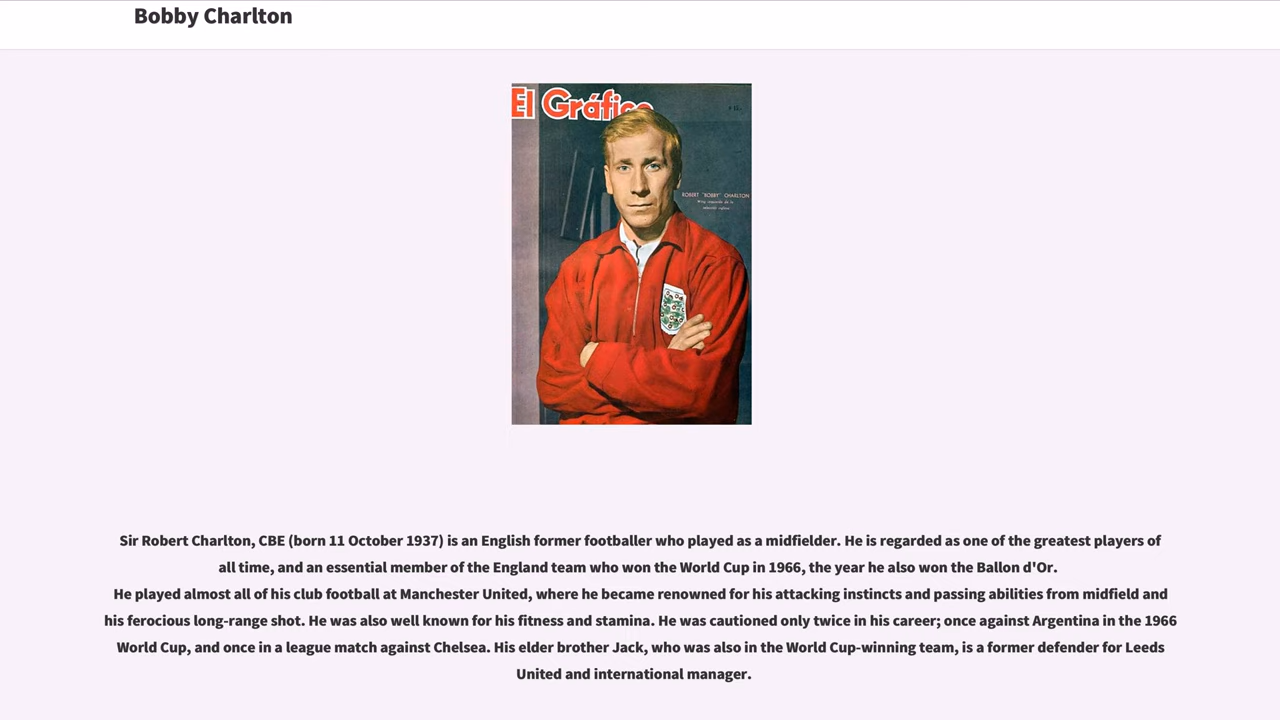 Bobby Charlton
El Gráfico
ROBERT "BOBBY" CHARLTON
Sir Robert Charlton, CBE (born 11 October 1937) is an English former footballer who played as a midfielder. He is regarded as one of the greatest players of
all time, and an essential member of the England team who won the World Cup in 1966, the year he also won the Ballon d'Or.
He played almost all of his club football at Manchester United, where he became renowned for his attacking instincts and passing abilities from midfield and
his ferocious long-range shot. He was also well known for his fitness and stamina. He was cautioned only twice in his career; once against Argentina in the 1966
World Cup, and once in a league match against Chelsea. His elder brother Jack, who was also in the World Cup-winning team, is a former defender for Leeds
United and international manager.